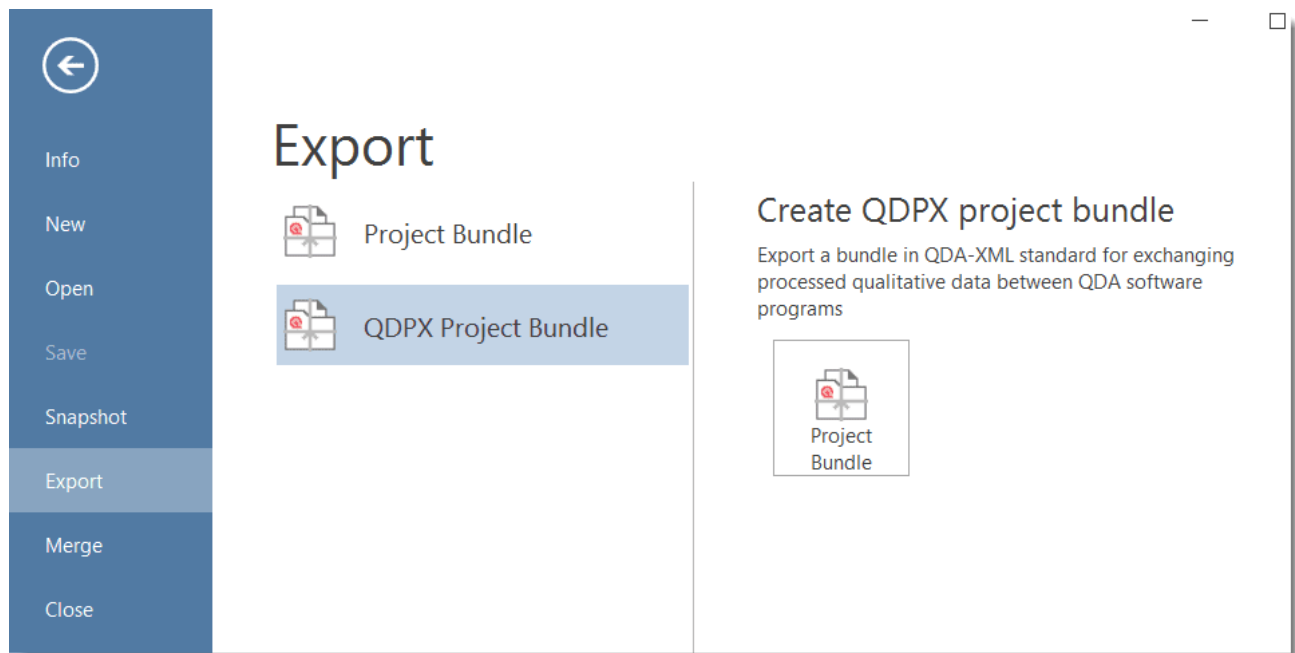 Info
New
Open
Save
Snapshot
Export
Merge
Close
Export
Project Bundle
QDPX Project Bundle
Create QDPX project bundle
Export a bundle in QDA-XML standard for exchanging
processed qualitative data between QDA software
programs
Project
Bundle